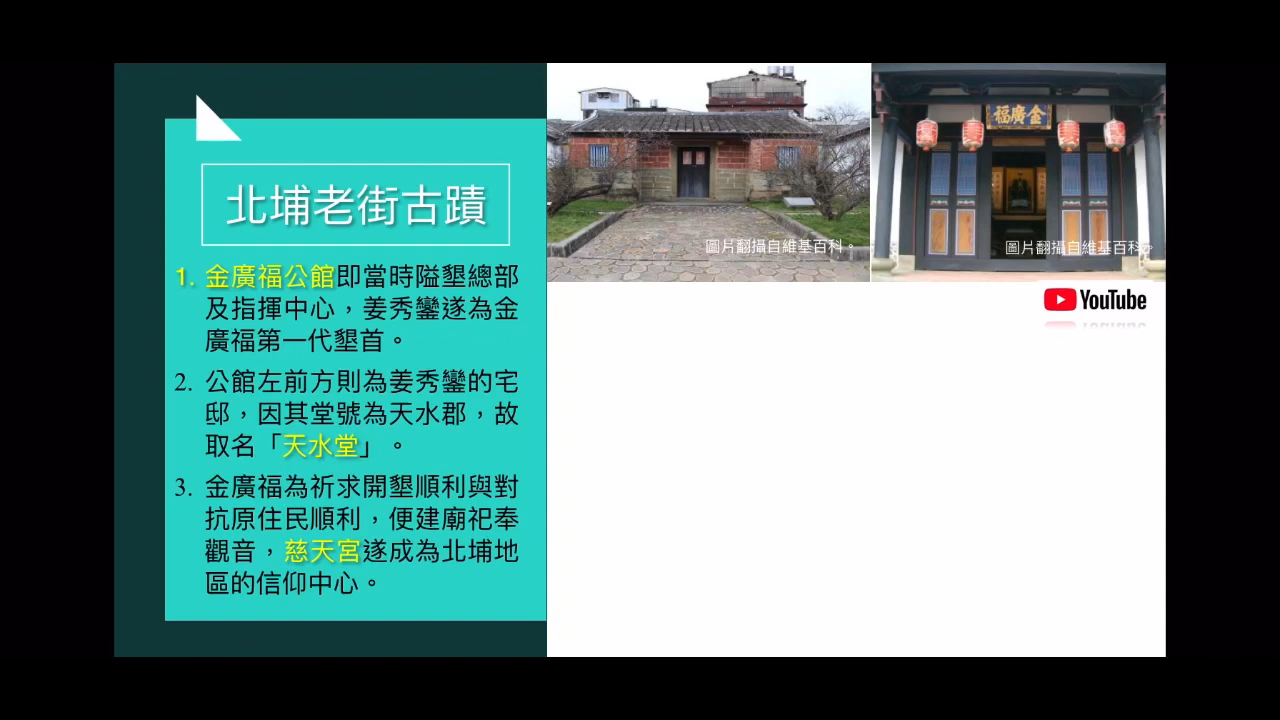 北埔老街古蹟
1. 金廣福公館即當時隘墾總部
及指揮中心，姜秀鑾遂為金
廣福第一代墾首。
2. 公館左前方則為姜秀鑾的宅
邸，因其堂號為天水郡，故
取名「天水堂」。
3. 金廣福為祈求開墾順利與對
抗原住民順利，便建廟祀奉
觀音，慈天宮遂成為北埔地
區的信仰中心。
圖片翻攝自維基百科。
福廣金
圖片翻攝自維基百科。
YouTube